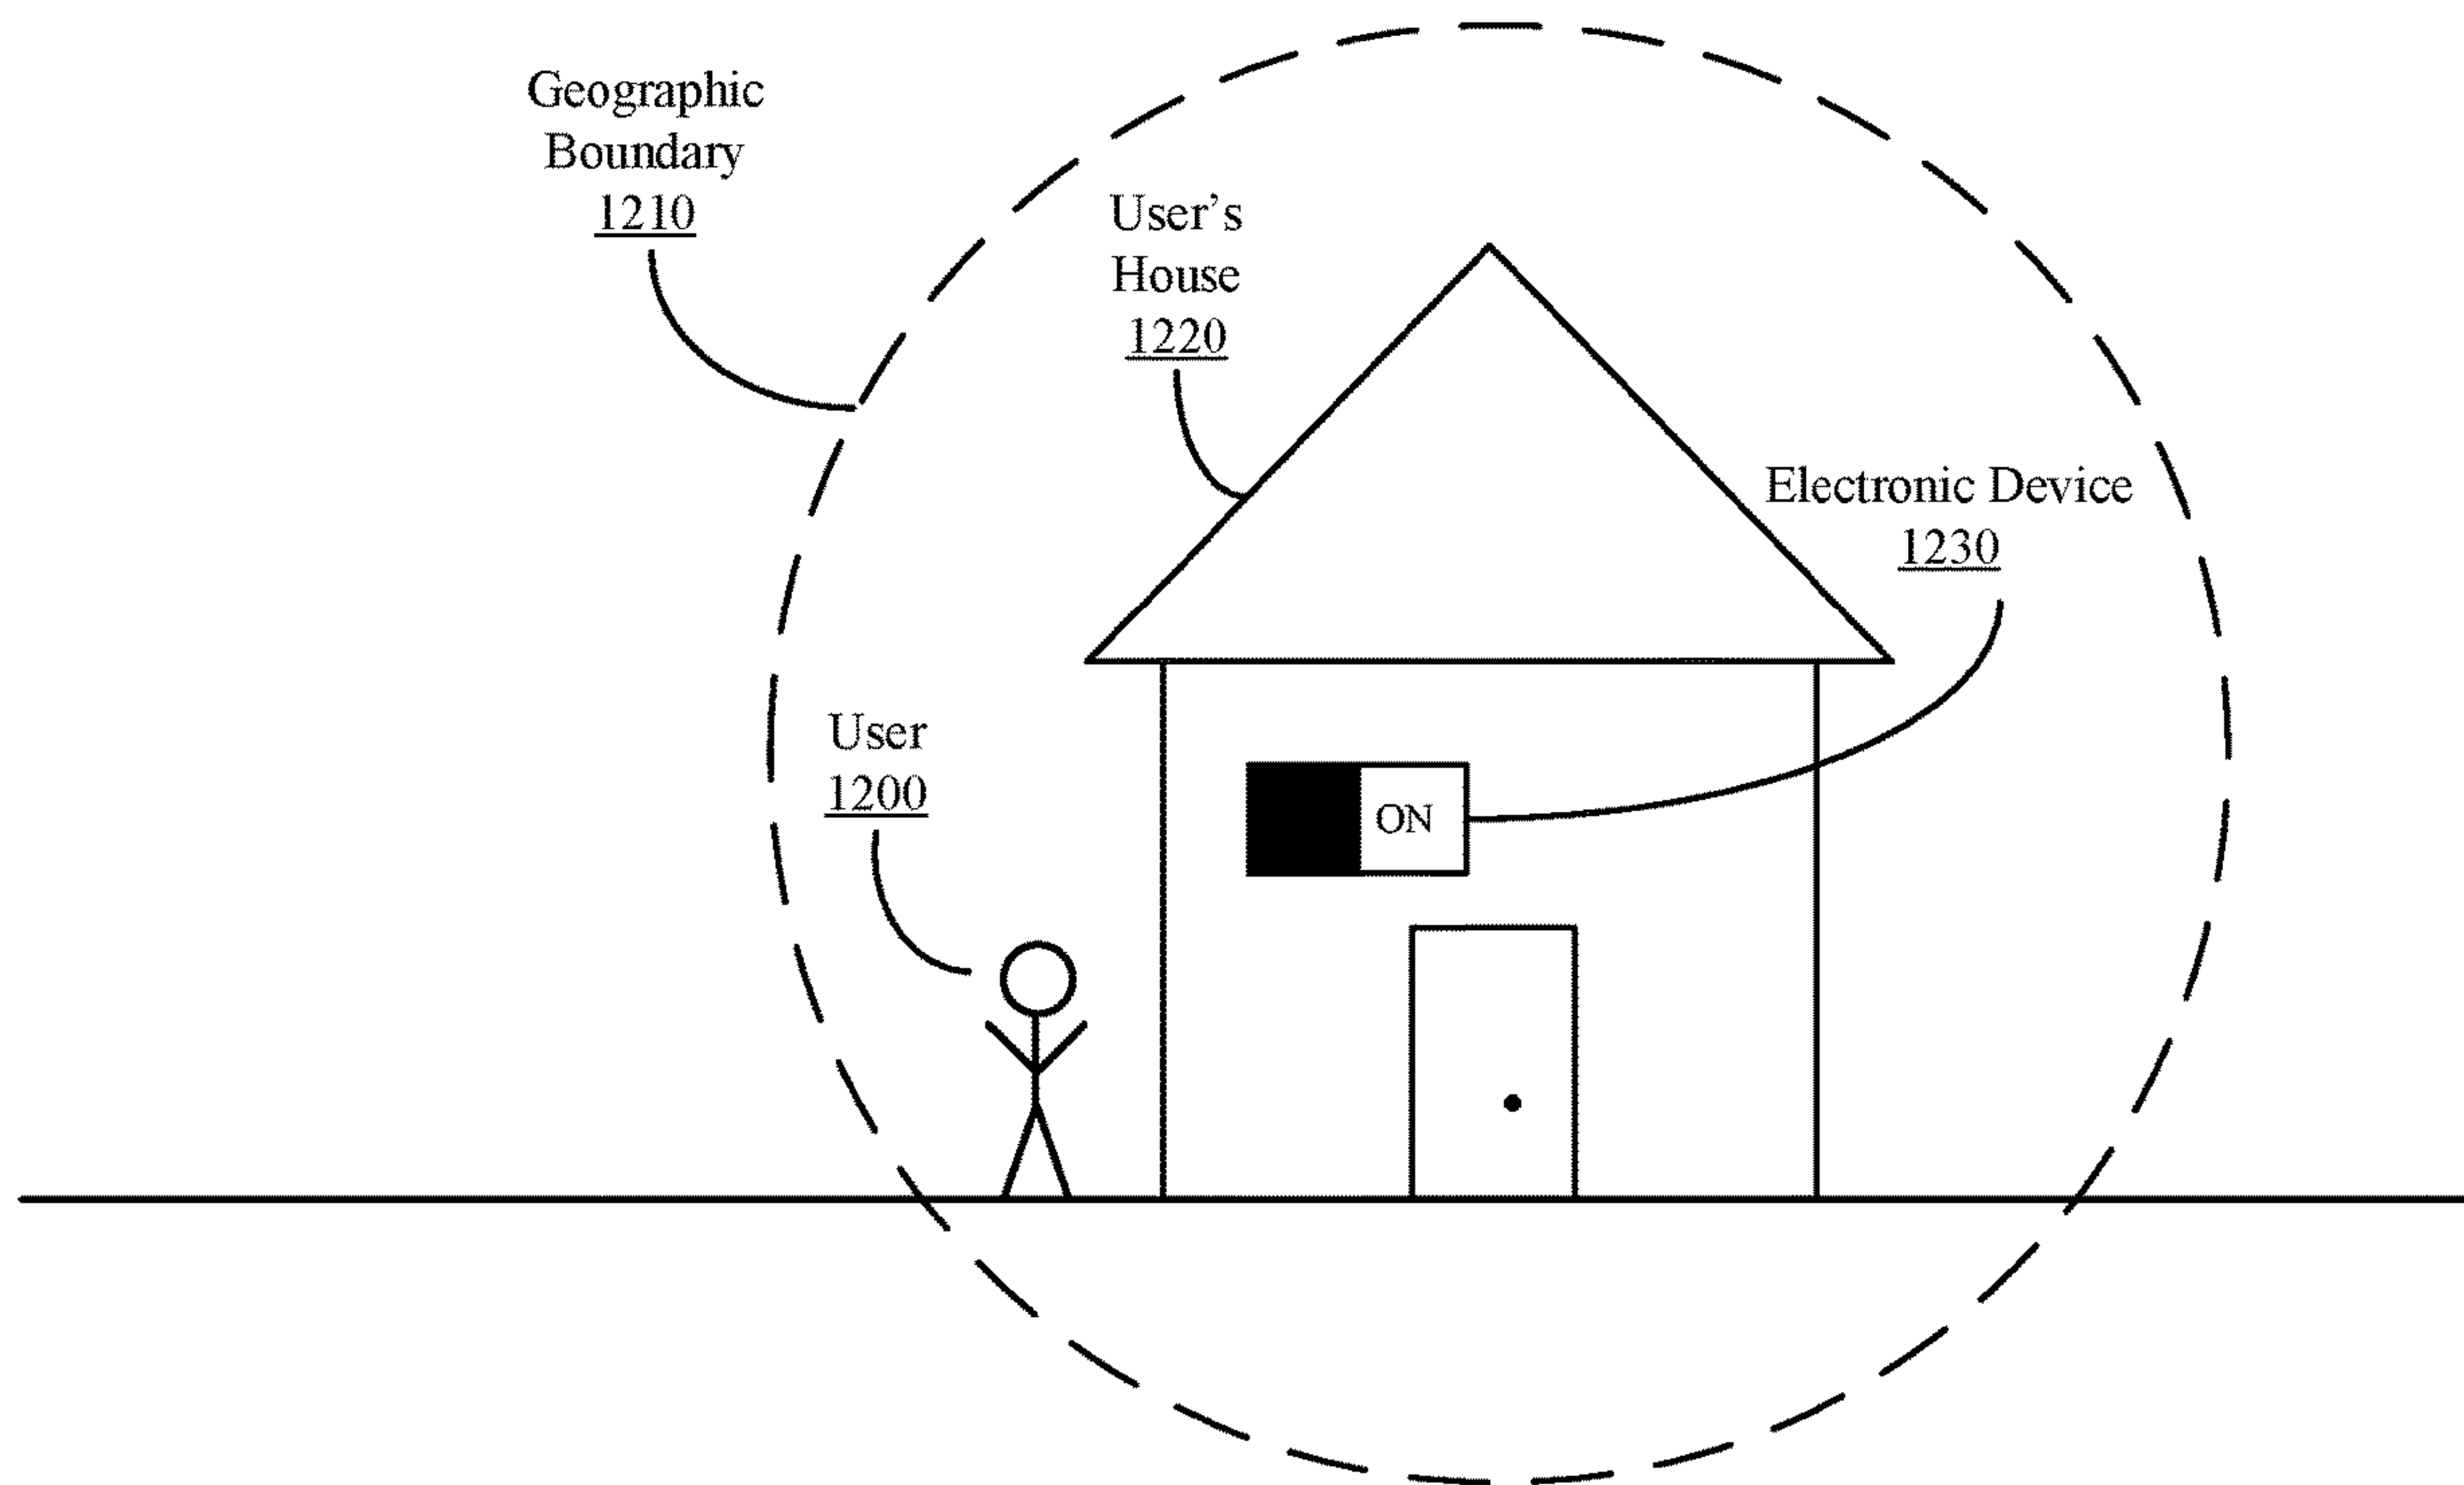 Geographic
Boundary
1210
User's
House
1220
Electronic Device
1230
User
1200
ON